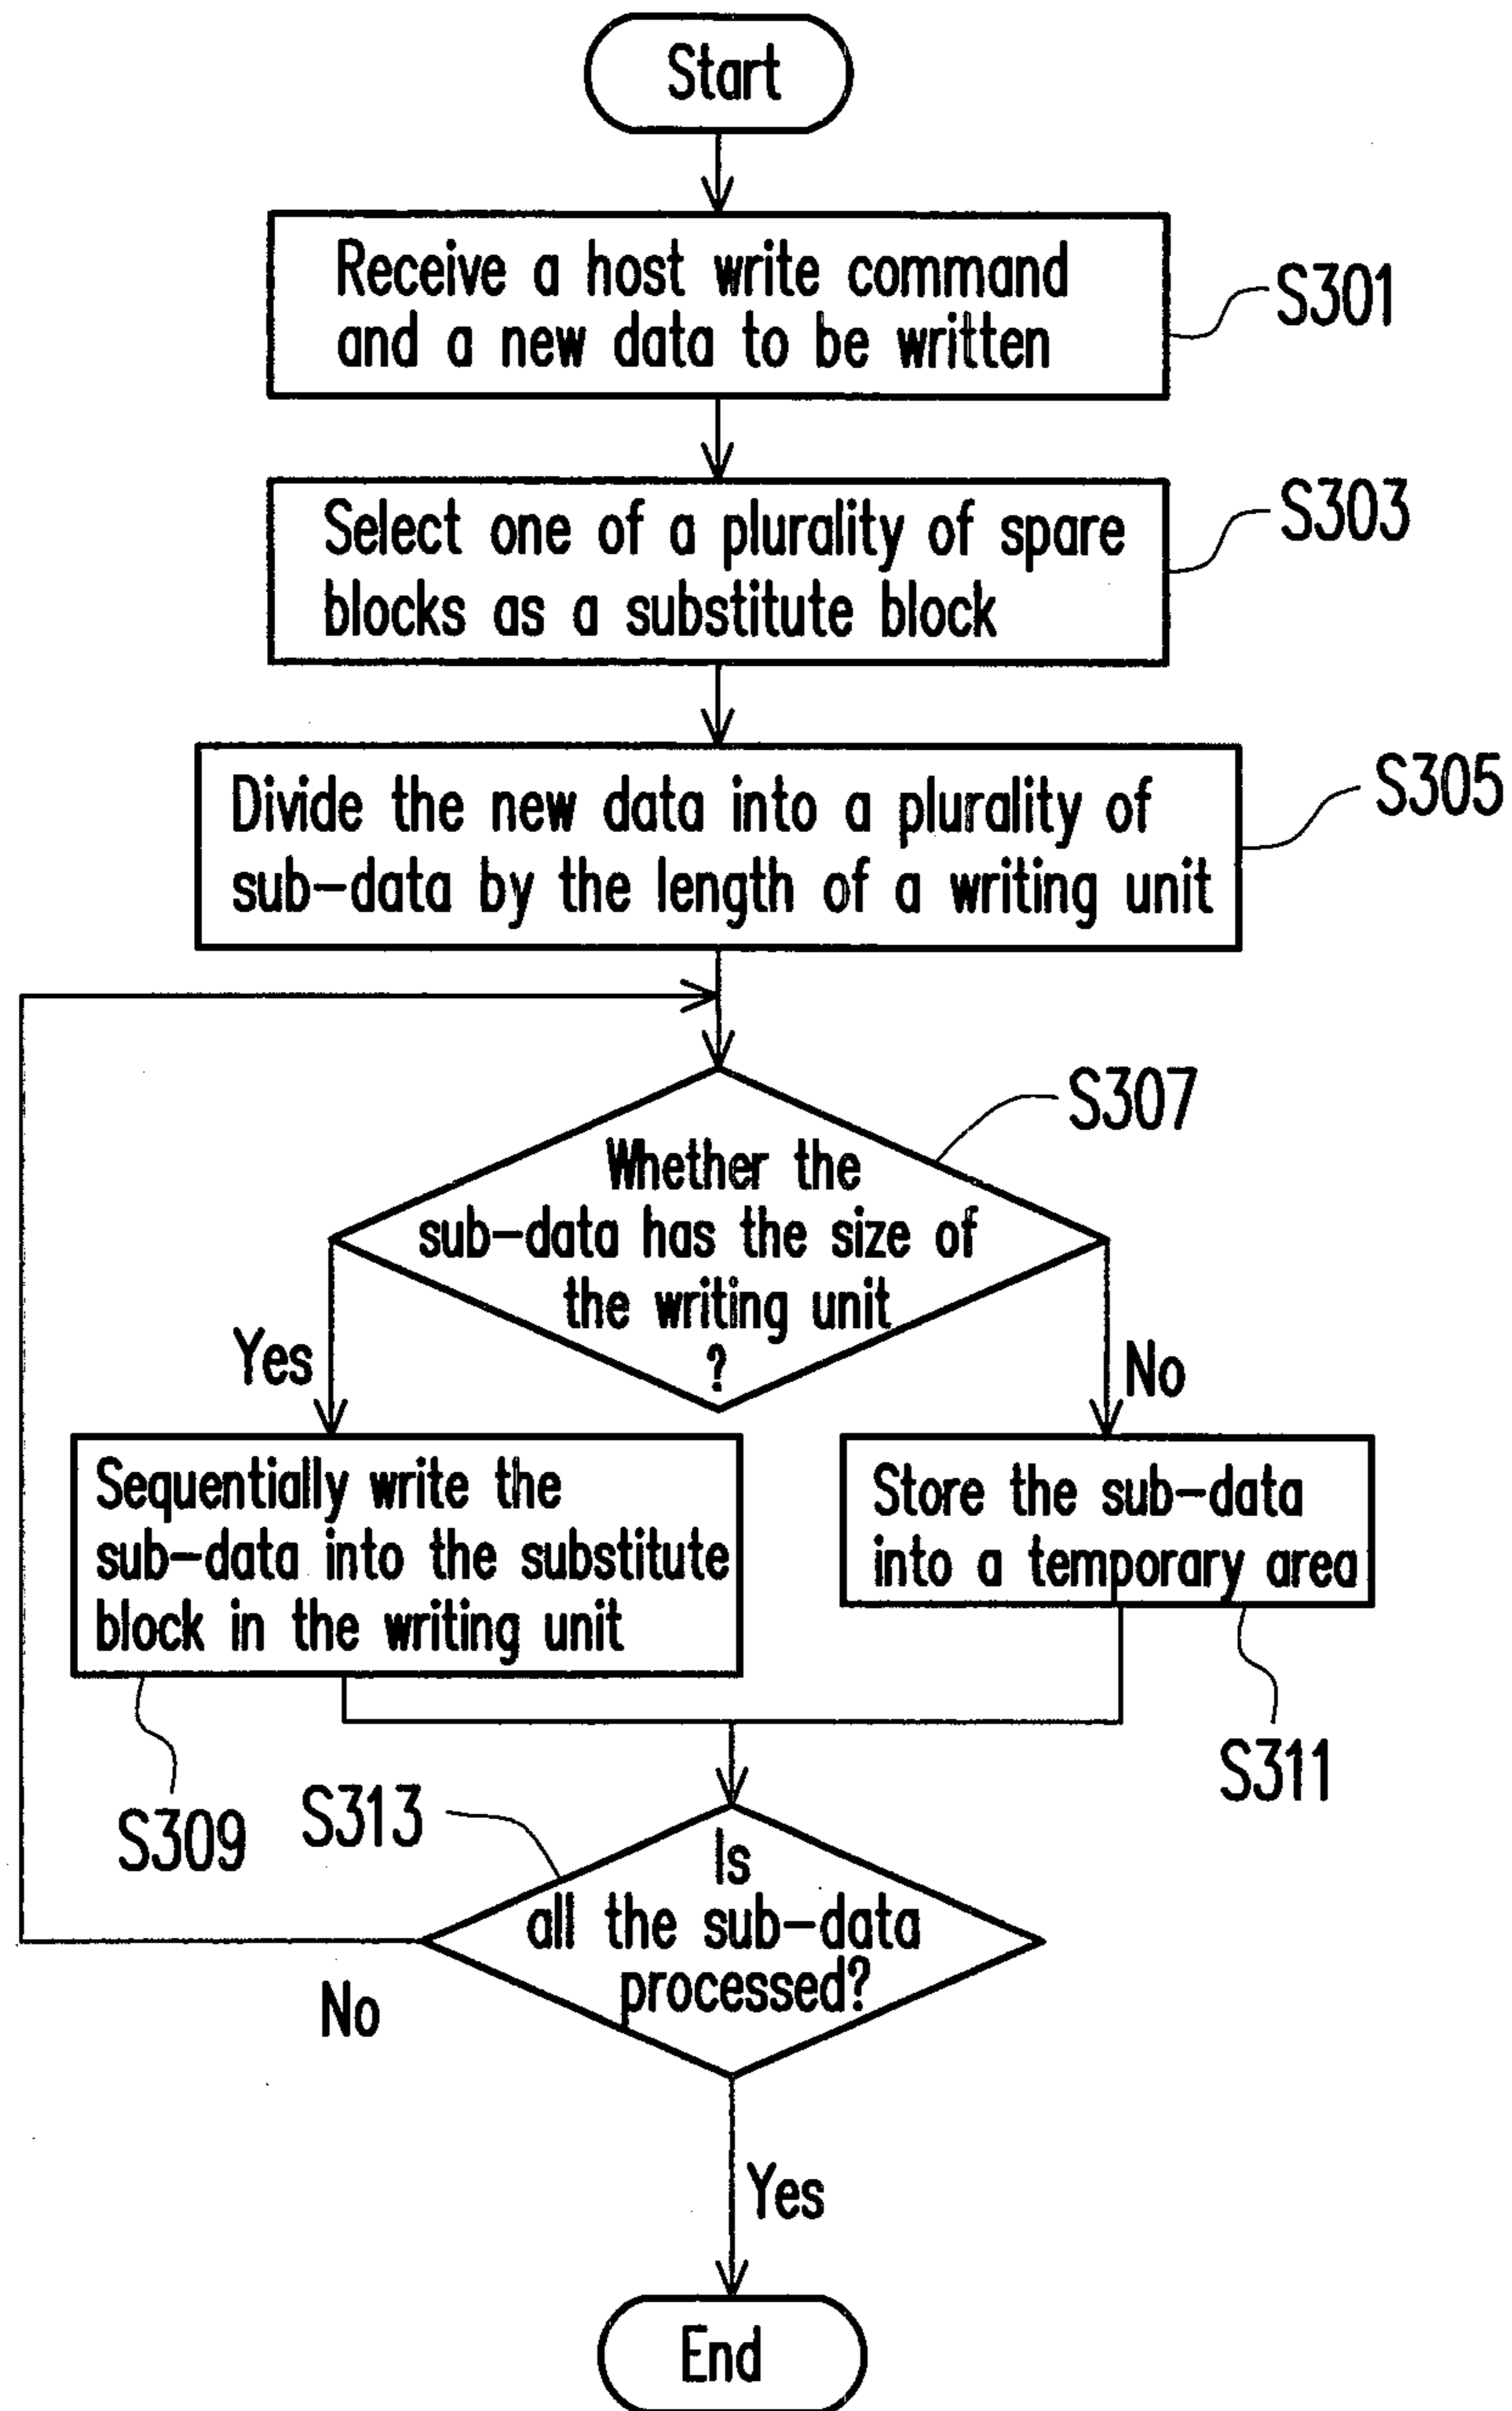 Start
Receive a host write command
and a new data to be written
S301
Select one of a plurality of spare
blocks as a substitute block
S303
Divide the new data into a plurality of
sub-data by the length of a writing unit
S305
Whether the
sub-data has the size of
the writing unit
?
S307
Yes
No
Sequentially write the
sub-data into the substitute
block in the writing unit
S309
Store the sub-data
into a temporary area
S311
S313
Is
all the sub-data
processed?
No
Yes
End